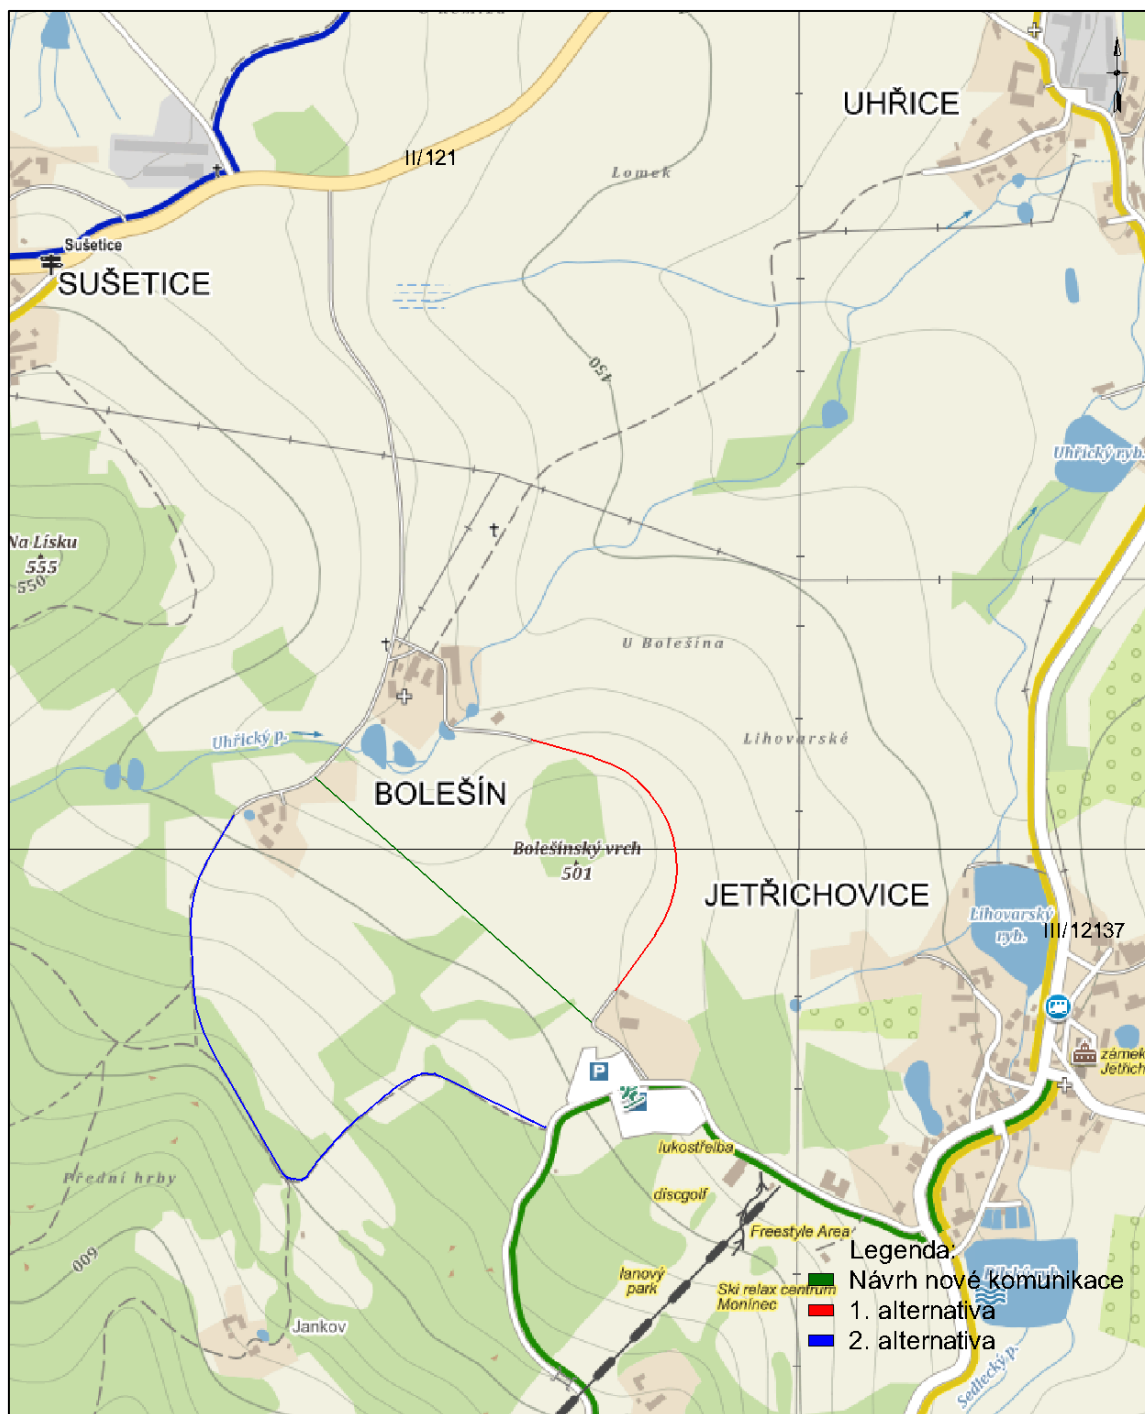 UHŘICE
II/121
Lomek
Sušetice
SUŠETICE
450
Uhřický ryb.
Na Lísku
555
550
U Bolešína
Uhřický p.
Lihovarské
BOLEŠÍN
Bolešínský vrch
501
JETŘICHOVICE
Lihovarský
ryb.
III/12137
P
zámek
Jetřich
lukostřelba
Přední hrby
discgolf
Freestyle Area
Legenda:
600
lanový
park
Ski relax centrum
Monínec
Návrh nové komunikace
1. alternativa
Jankov
2. alternativa
Sedlecký p.